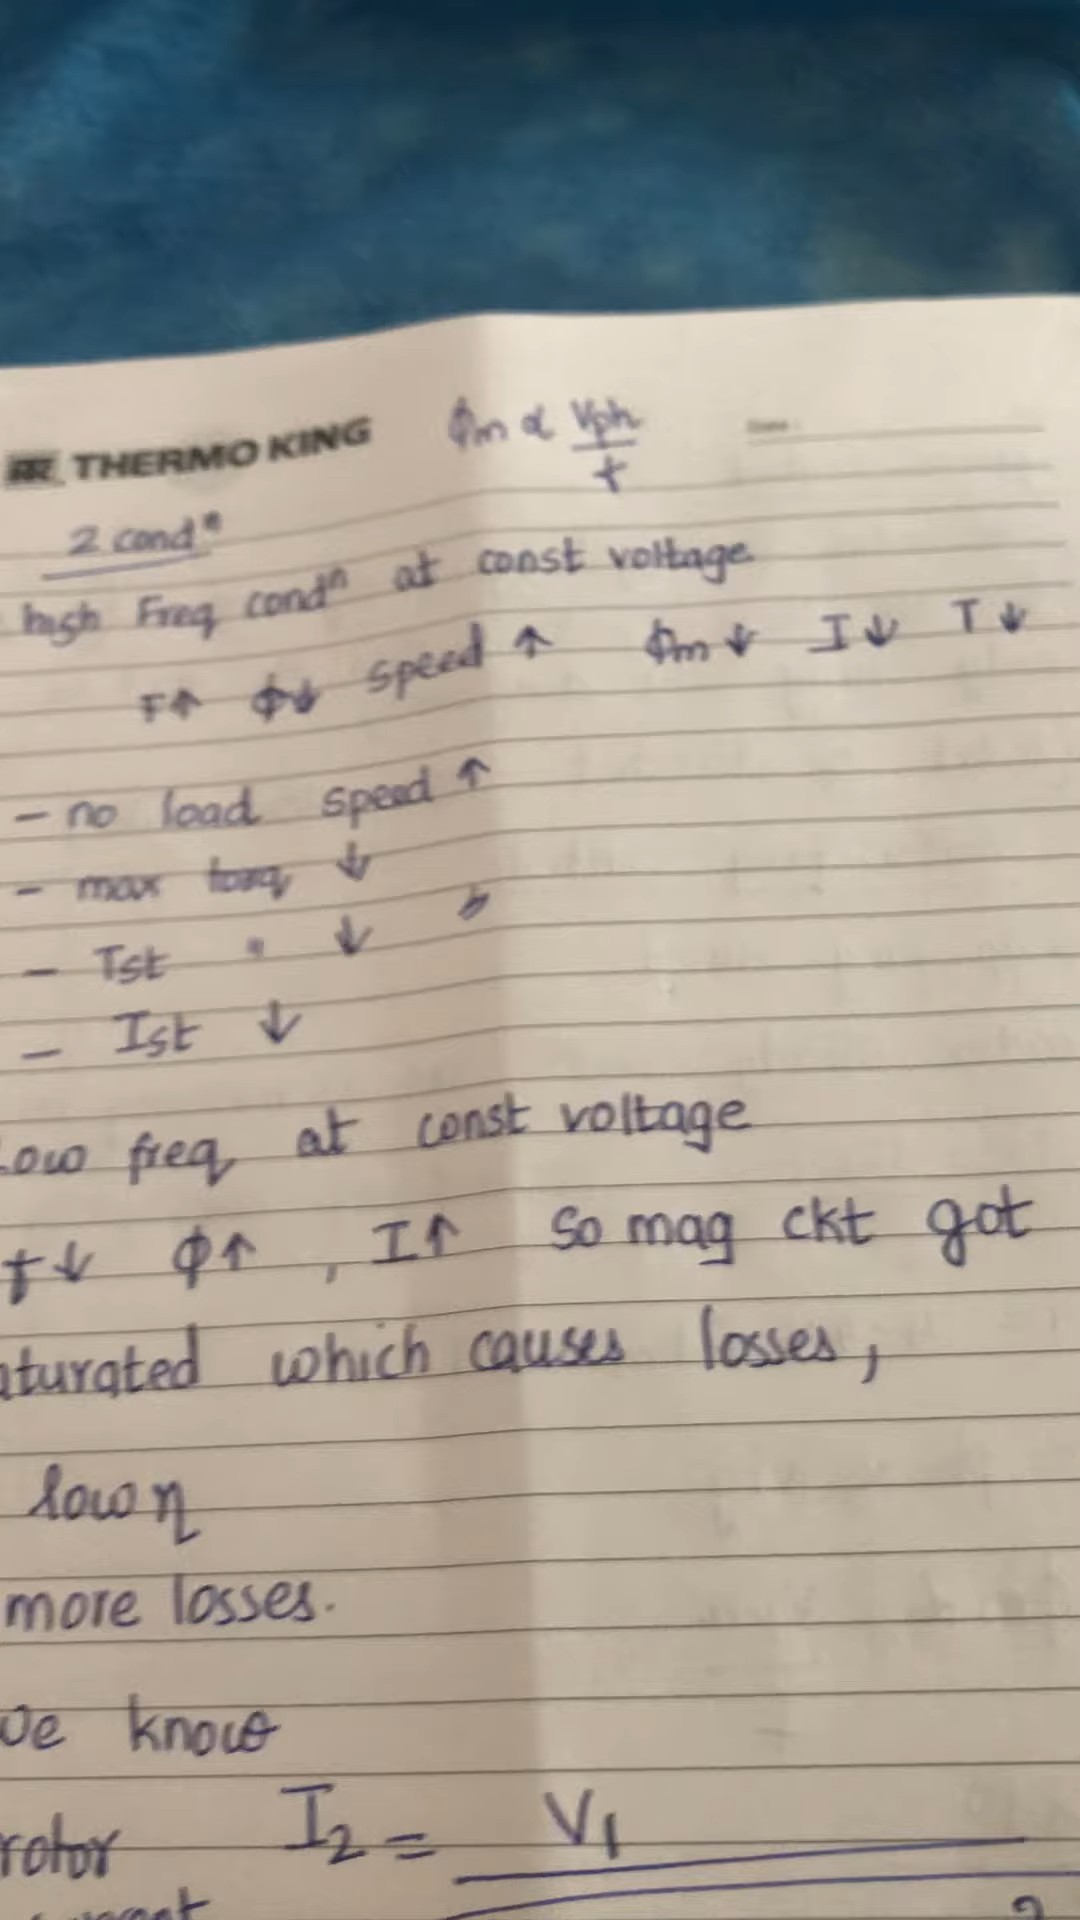 THERMO KING
ϕm ∝ Vph / f
2 condⁿ
high Freq condⁿ at const voltage
F↑ ϕ↓ speed ↑ ϕm ↓ I↓ T↓
- no load speed ↑
- max torq ↓
- Tst " ↓
- Ist ↓
Low freq at const voltage
f↓ ϕ↑, I↑ So mag ckt got
aturated which causes losses,
low η
more losses.
we know
rotor I₂ = V₁